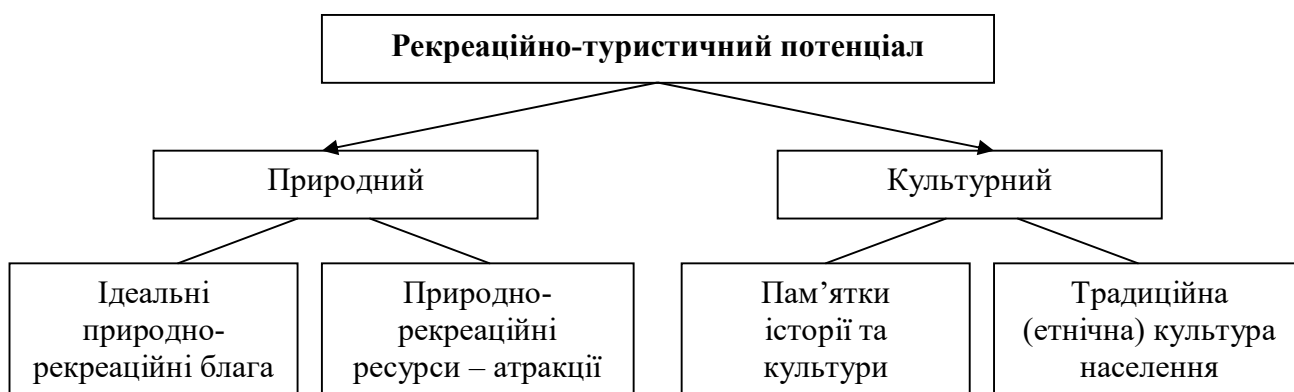 Рекреаційно-туристичний потенціал
Природний
Культурний
Ідеальні
природно-
рекреаційні блага
Природно-
рекреаційні
ресурси – атракції
Пам’ятки
історії та
культури
Традиційна
(етнічна) культура
населення